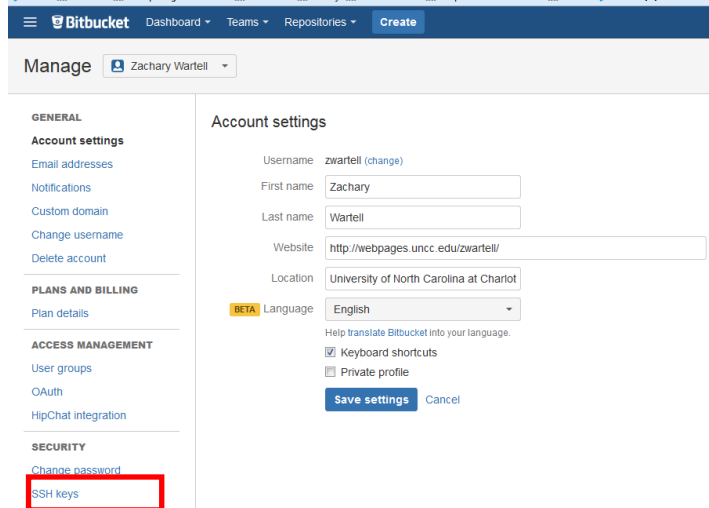 Bitbucket Dashboard Teams Repositories Create
Manage Zachary Wartell
GENERAL
Account settings
Email addresses
Notifications
Custom domain
Change username
Delete account
PLANS AND BILLING
Plan details
ACCESS MANAGEMENT
User groups
OAuth
HipChat integration
SECURITY
Change password
SSH keys
Account settings
Username zwartell (change)
First name Zachary
Last name Wartell
Website http://webpages.uncc.edu/zwartell/
Location University of North Carolina at Charlot
BETA Language English
Help translate Bitbucket into your language.
Keyboard shortcuts
Private profile
Save settings Cancel